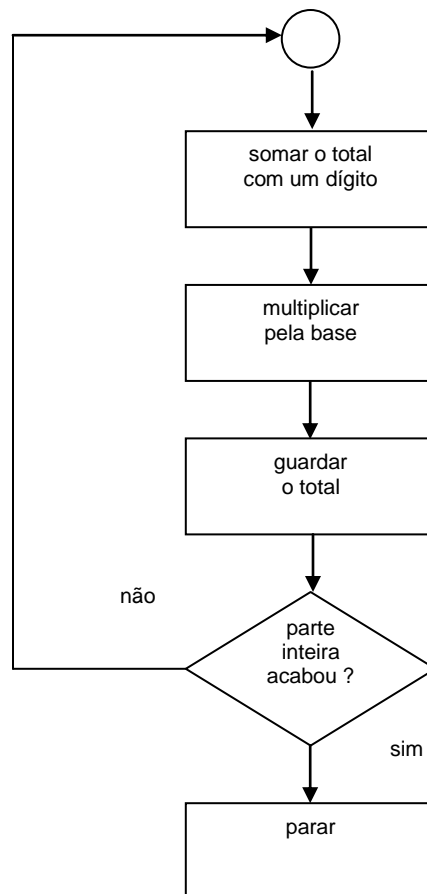 somar o total
com um dígito
multiplicar
pela base
guardar
o total
não
parte
inteira
acabou ?
sim
parar